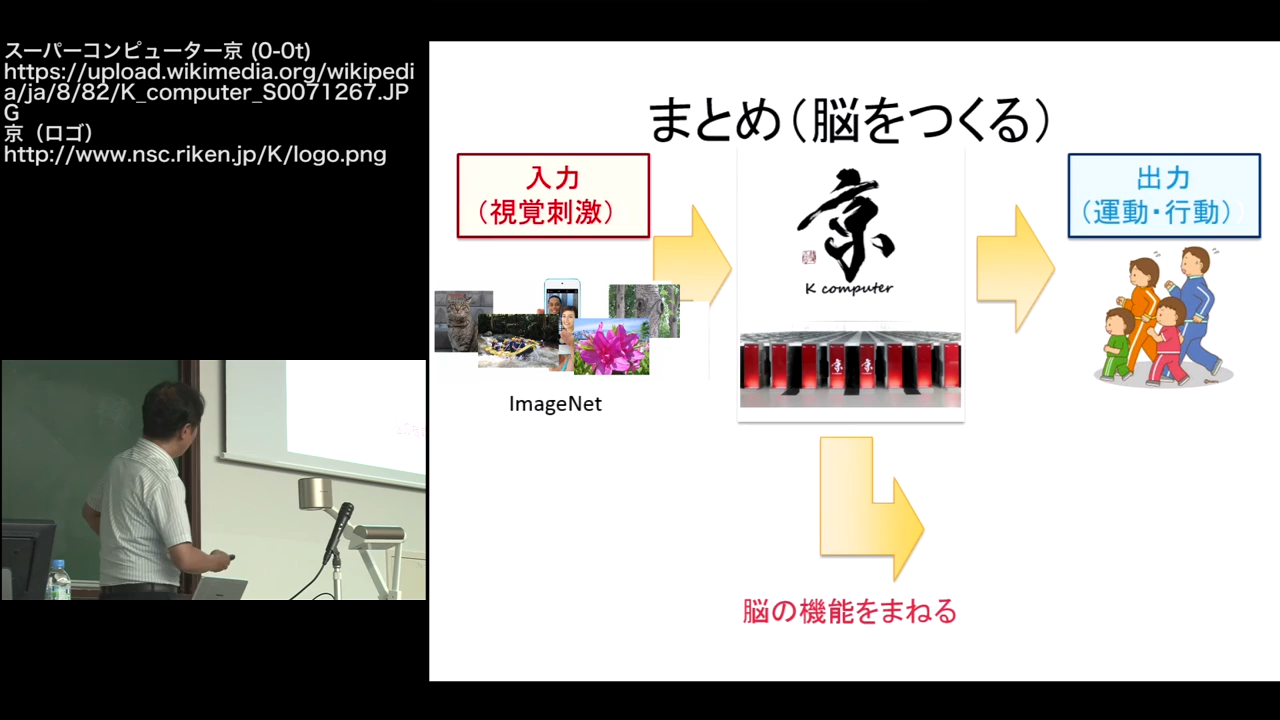 スーパーコンピューター京 (0-0t)
https://upload.wikimedia.org/wikipedi
a/ja/8/82/K_computer_S0071267.JP
G
京（ロゴ）
http://www.nsc.riken.jp/K/logo.png
まとめ（脳をつくる）
入力
（視覚刺激）
京
K computer
京 京
出力
（運動・行動）
ImageNet
脳の機能をまねる